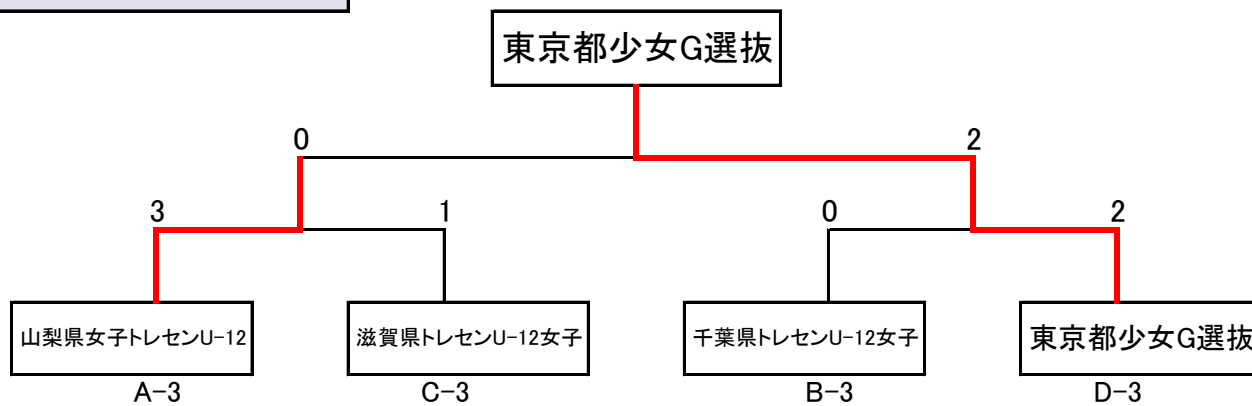 東京都少女G選抜
0 2
3 1 0 2
山梨県女子トレセンU-12 滋賀県トレセンU-12女子 千葉県トレセンU-12女子 東京都少女G選抜
A-3 C-3 B-3 D-3